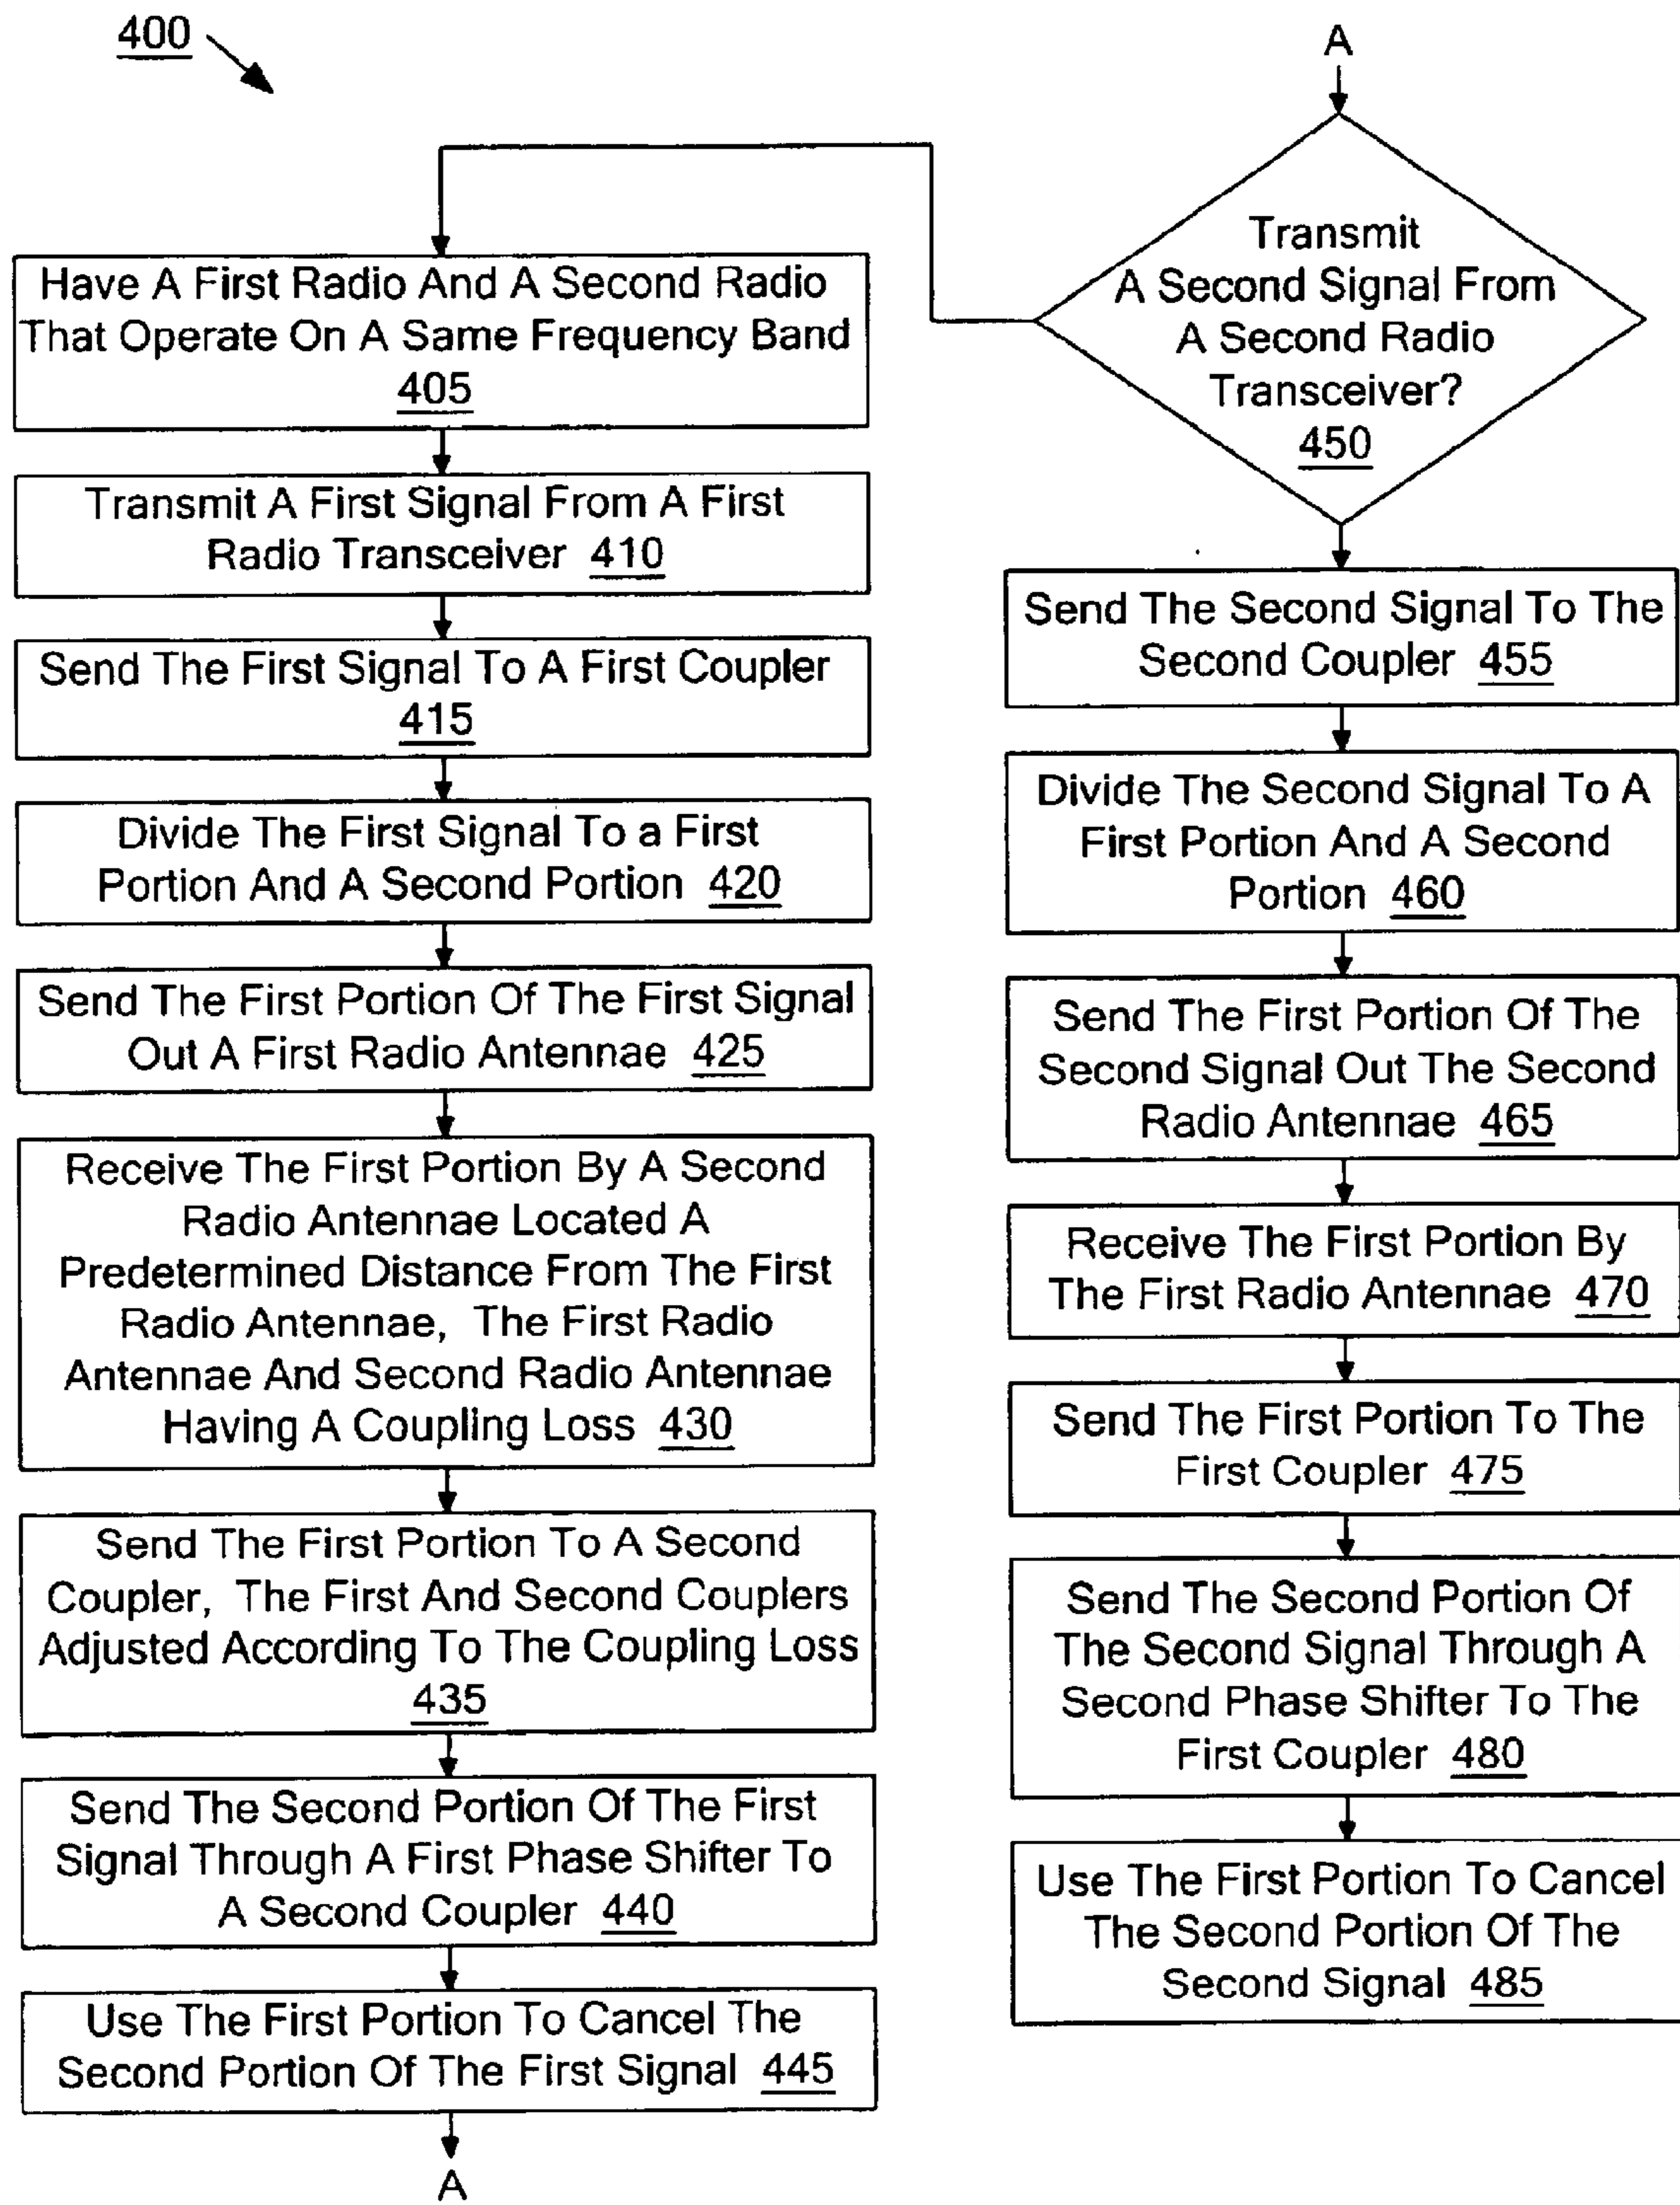 400
Have A First Radio And A Second Radio
That Operate On A Same Frequency Band
405
Transmit A First Signal From A First
Radio Transceiver 410
Send The First Signal To A First Coupler
415
Divide The First Signal To a First
Portion And A Second Portion 420
Send The First Portion Of The First Signal
Out A First Radio Antennae 425
Receive The First Portion By A Second
Radio Antennae Located A
Predetermined Distance From The First
Radio Antennae, The First Radio
Antennae And Second Radio Antennae
Having A Coupling Loss 430
Send The First Portion To A Second
Coupler, The First And Second Couplers
Adjusted According To The Coupling Loss
435
Send The Second Portion Of The First
Signal Through A First Phase Shifter To
A Second Coupler 440
Use The First Portion To Cancel The
Second Portion Of The First Signal 445
A
A
Transmit
A Second Signal From
A Second Radio
Transceiver?
450
Send The Second Signal To The
Second Coupler 455
Divide The Second Signal To A
First Portion And A Second
Portion 460
Send The First Portion Of The
Second Signal Out The Second
Radio Antennae 465
Receive The First Portion By
The First Radio Antennae 470
Send The First Portion To The
First Coupler 475
Send The Second Portion Of
The Second Signal Through A
Second Phase Shifter To The
First Coupler 480
Use The First Portion To Cancel
The Second Portion Of The
Second Signal 485